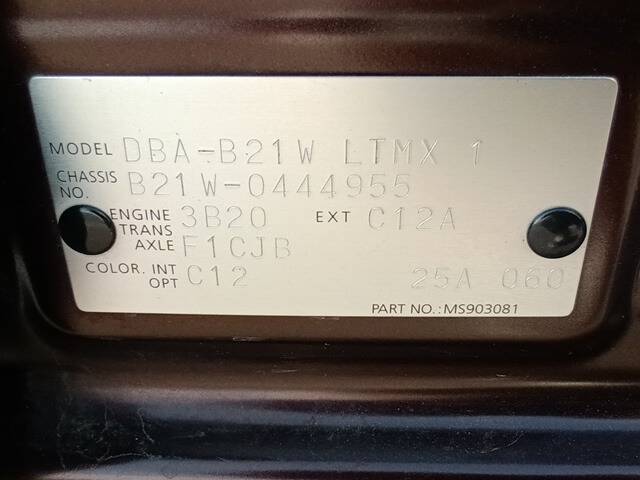 MODEL DBA-B21W LTMX 1
CHASSIS NO. B21W-0444955
ENGINE 3B20 EXT C12A
TRANS AXLE F1CJB
COLOR. INT C12
OPT 25A 060
PART NO.:MS903081